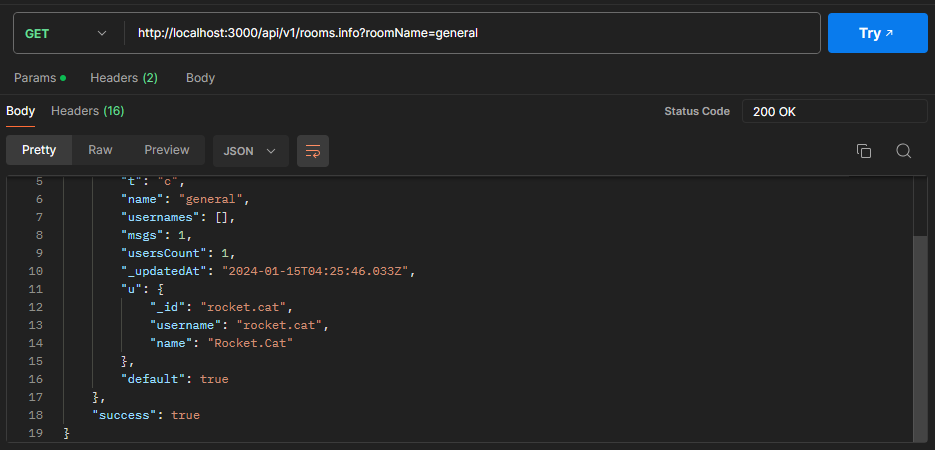 GET http://localhost:3000/api/v1/rooms.info?roomName=general Try ↗
Params Headers (2) Body
Body Headers (16) Status Code 200 OK
Pretty Raw Preview JSON
5 "t": "c",
6 "name": "general",
7 "usernames": [],
8 "msgs": 1,
9 "usersCount": 1,
10 "_updatedAt": "2024-01-15T04:25:46.033Z",
11 "u": {
12 "_id": "rocket.cat",
13 "username": "rocket.cat",
14 "name": "Rocket.Cat"
15 },
16 "default": true
17 },
18 "success": true
19 }